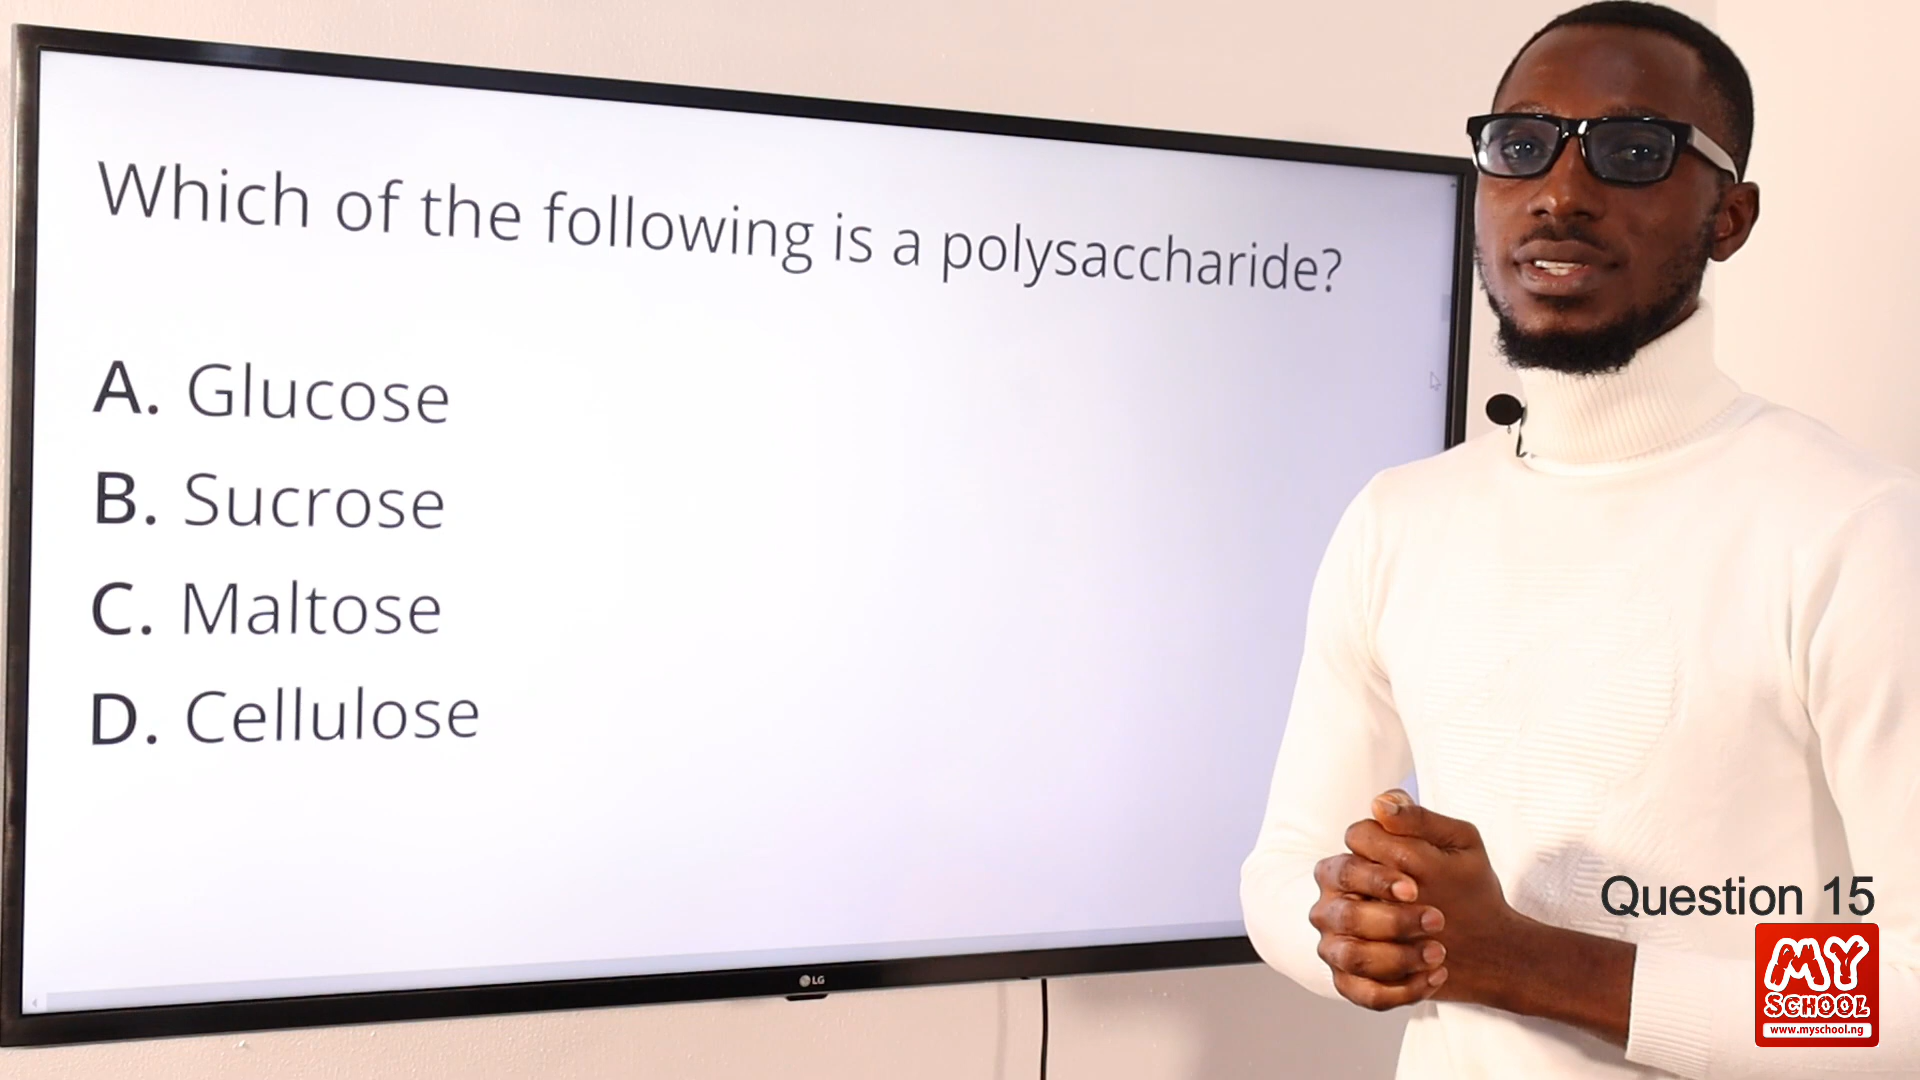 Which of the following is a polysaccharide?
A. Glucose
B. Sucrose
C. Maltose
D. Cellulose
LG
Question 15
MY
SCHOOL
www.myschool.ng